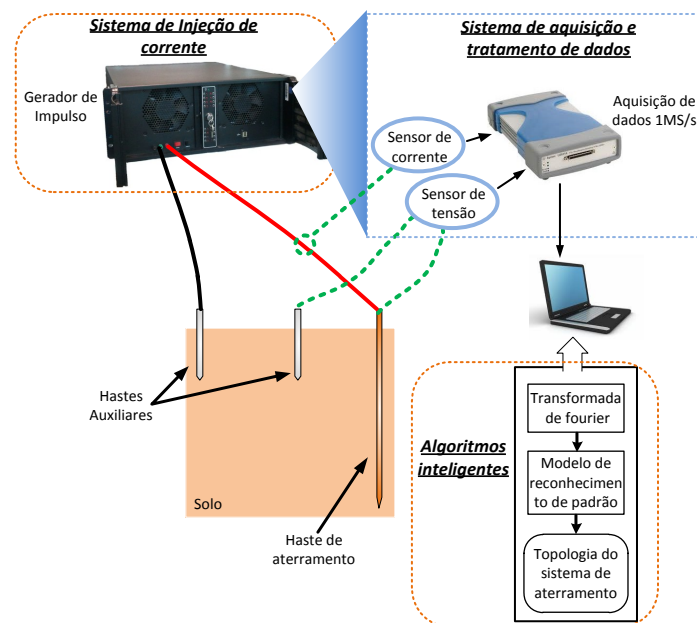 Sistema de Injeção de
corrente
Gerador de
Impulso
Sistema de aquisição e
tratamento de dados
Aquisição de
dados 1MS/s
Sensor de
corrente
Sensor de
tensão
Hastes
Auxiliares
Solo
Haste de
aterramento
Algoritmos
inteligentes
Transformada
de fourier
Modelo de
reconhecimen
to de padrão
Topologia do
sistema de
aterramento